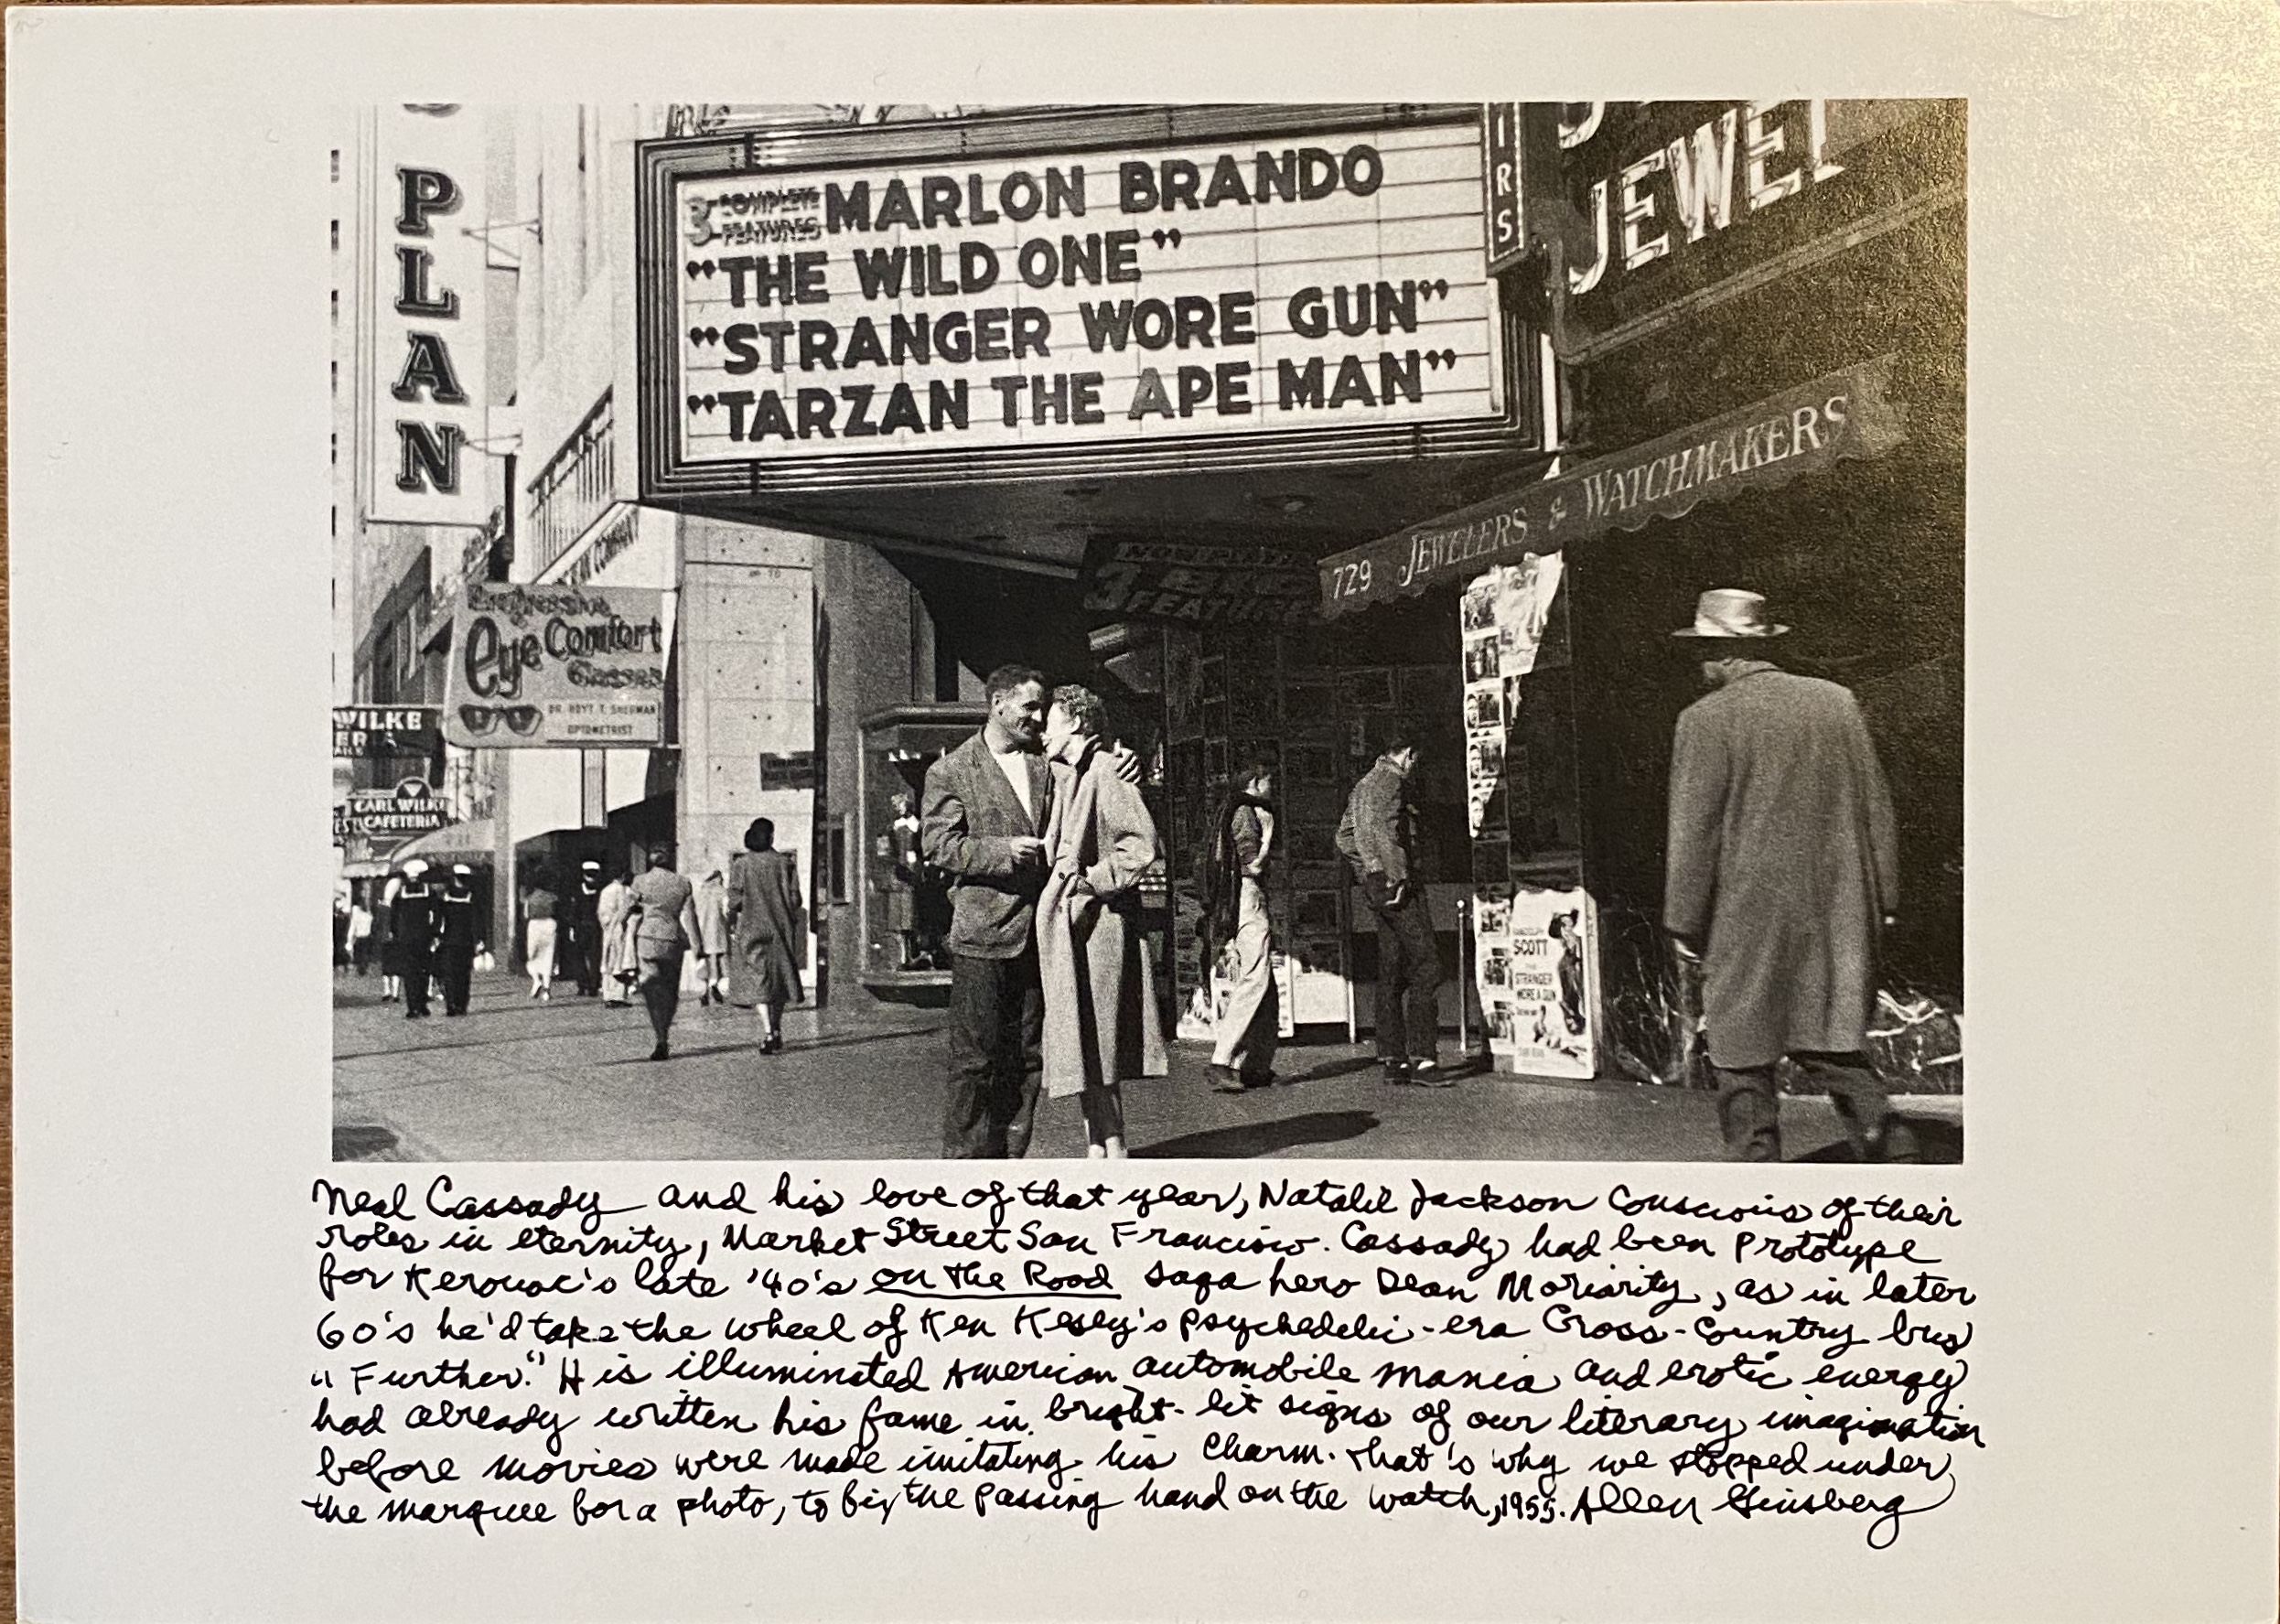 PLAN
3 COMPLETE FEATURES MARLON BRANDO
"THE WILD ONE"
"STRANGER WORE GUN"
"TARZAN THE APE MAN"
IRS
JEWEL
729 JEWELERS & WATCHMAKERS
3 BIG
FEATURES
COMPANY
eye Comfort
DR. HOYT T. SHERMAN
OPTOMETRIST
WILKE
CARL WILKE
CAFETERIA
SCOTT
THE
STRANGER
WORE A GUN
Neal Cassady and his love of that year, Natalie Jackson conscious of their
roles in eternity, Market Street San Francisco. Cassady had been prototype
for Kerouac's late '40's On the Road saga hero Dean Moriarity, as in later
60's he'd take the wheel of Ken Kesey's psychedelic-era Cross-Country bus
"Further." His illuminated American automobile mania and erotic energy
had already written his fame in bright-lit signs of our literary imagination
before movies were made imitating his charm. That's why we stopped under
the marquee for a photo, to fix the passing hand on the watch, 1955. Allen Ginsberg